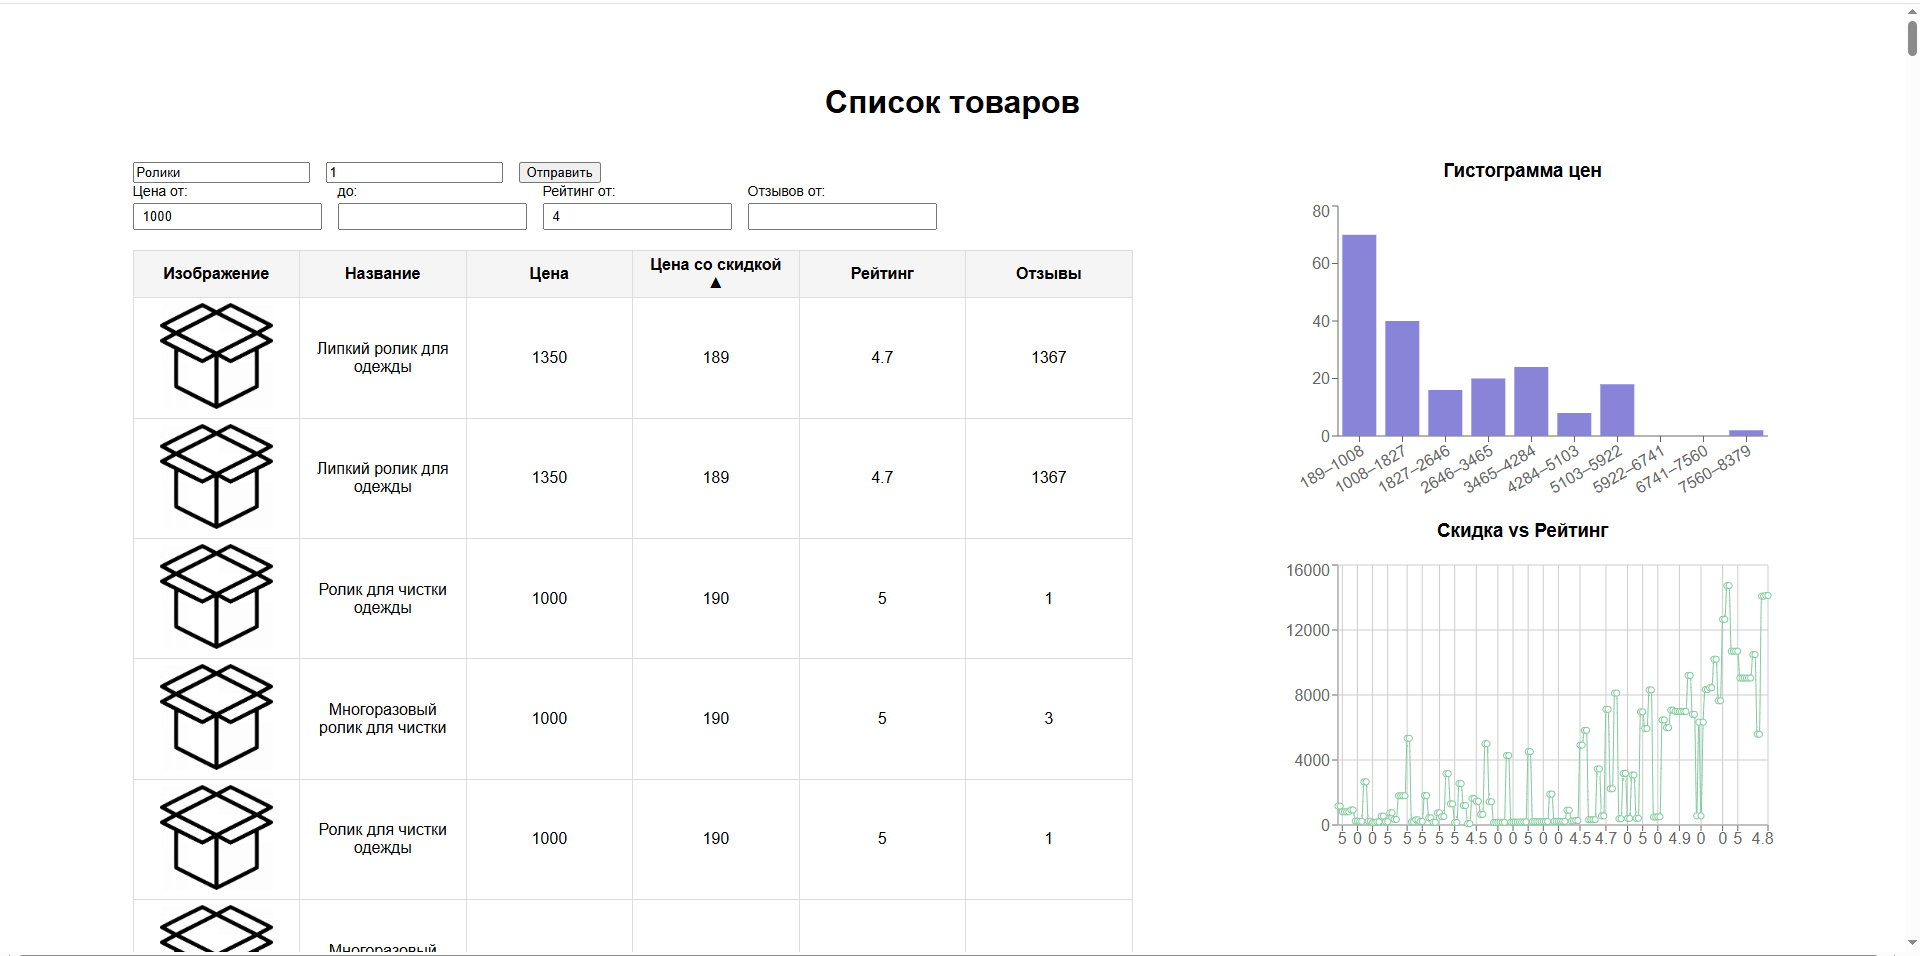 Список товаров
Ролики
1
Отправить
Цена от:
до:
Рейтинг от:
Отзывов от:
1000
4
Изображение
Название
Цена
Цена со скидкой
▲
Рейтинг
Отзывы
Липкий ролик для
одежды
1350
189
4.7
1367
Липкий ролик для
одежды
1350
189
4.7
1367
Ролик для чистки
одежды
1000
190
5
1
Многоразовый
ролик для чистки
1000
190
5
3
Ролик для чистки
одежды
1000
190
5
1
Многоразовый
Гистограмма цен
80
60
40
20
0
189–1008
1008–1827
1827–2646
2646–3465
3465–4284
4284–5103
5103–5922
5922–6741
6741–7560
7560–8379
Скидка vs Рейтинг
16000
12000
8000
4000
0
5 0 0 5 5 5 5 5 4.5 0 0 5 0 0 4.5 4.7 0 5 0 4.9 0 0 5 4.8